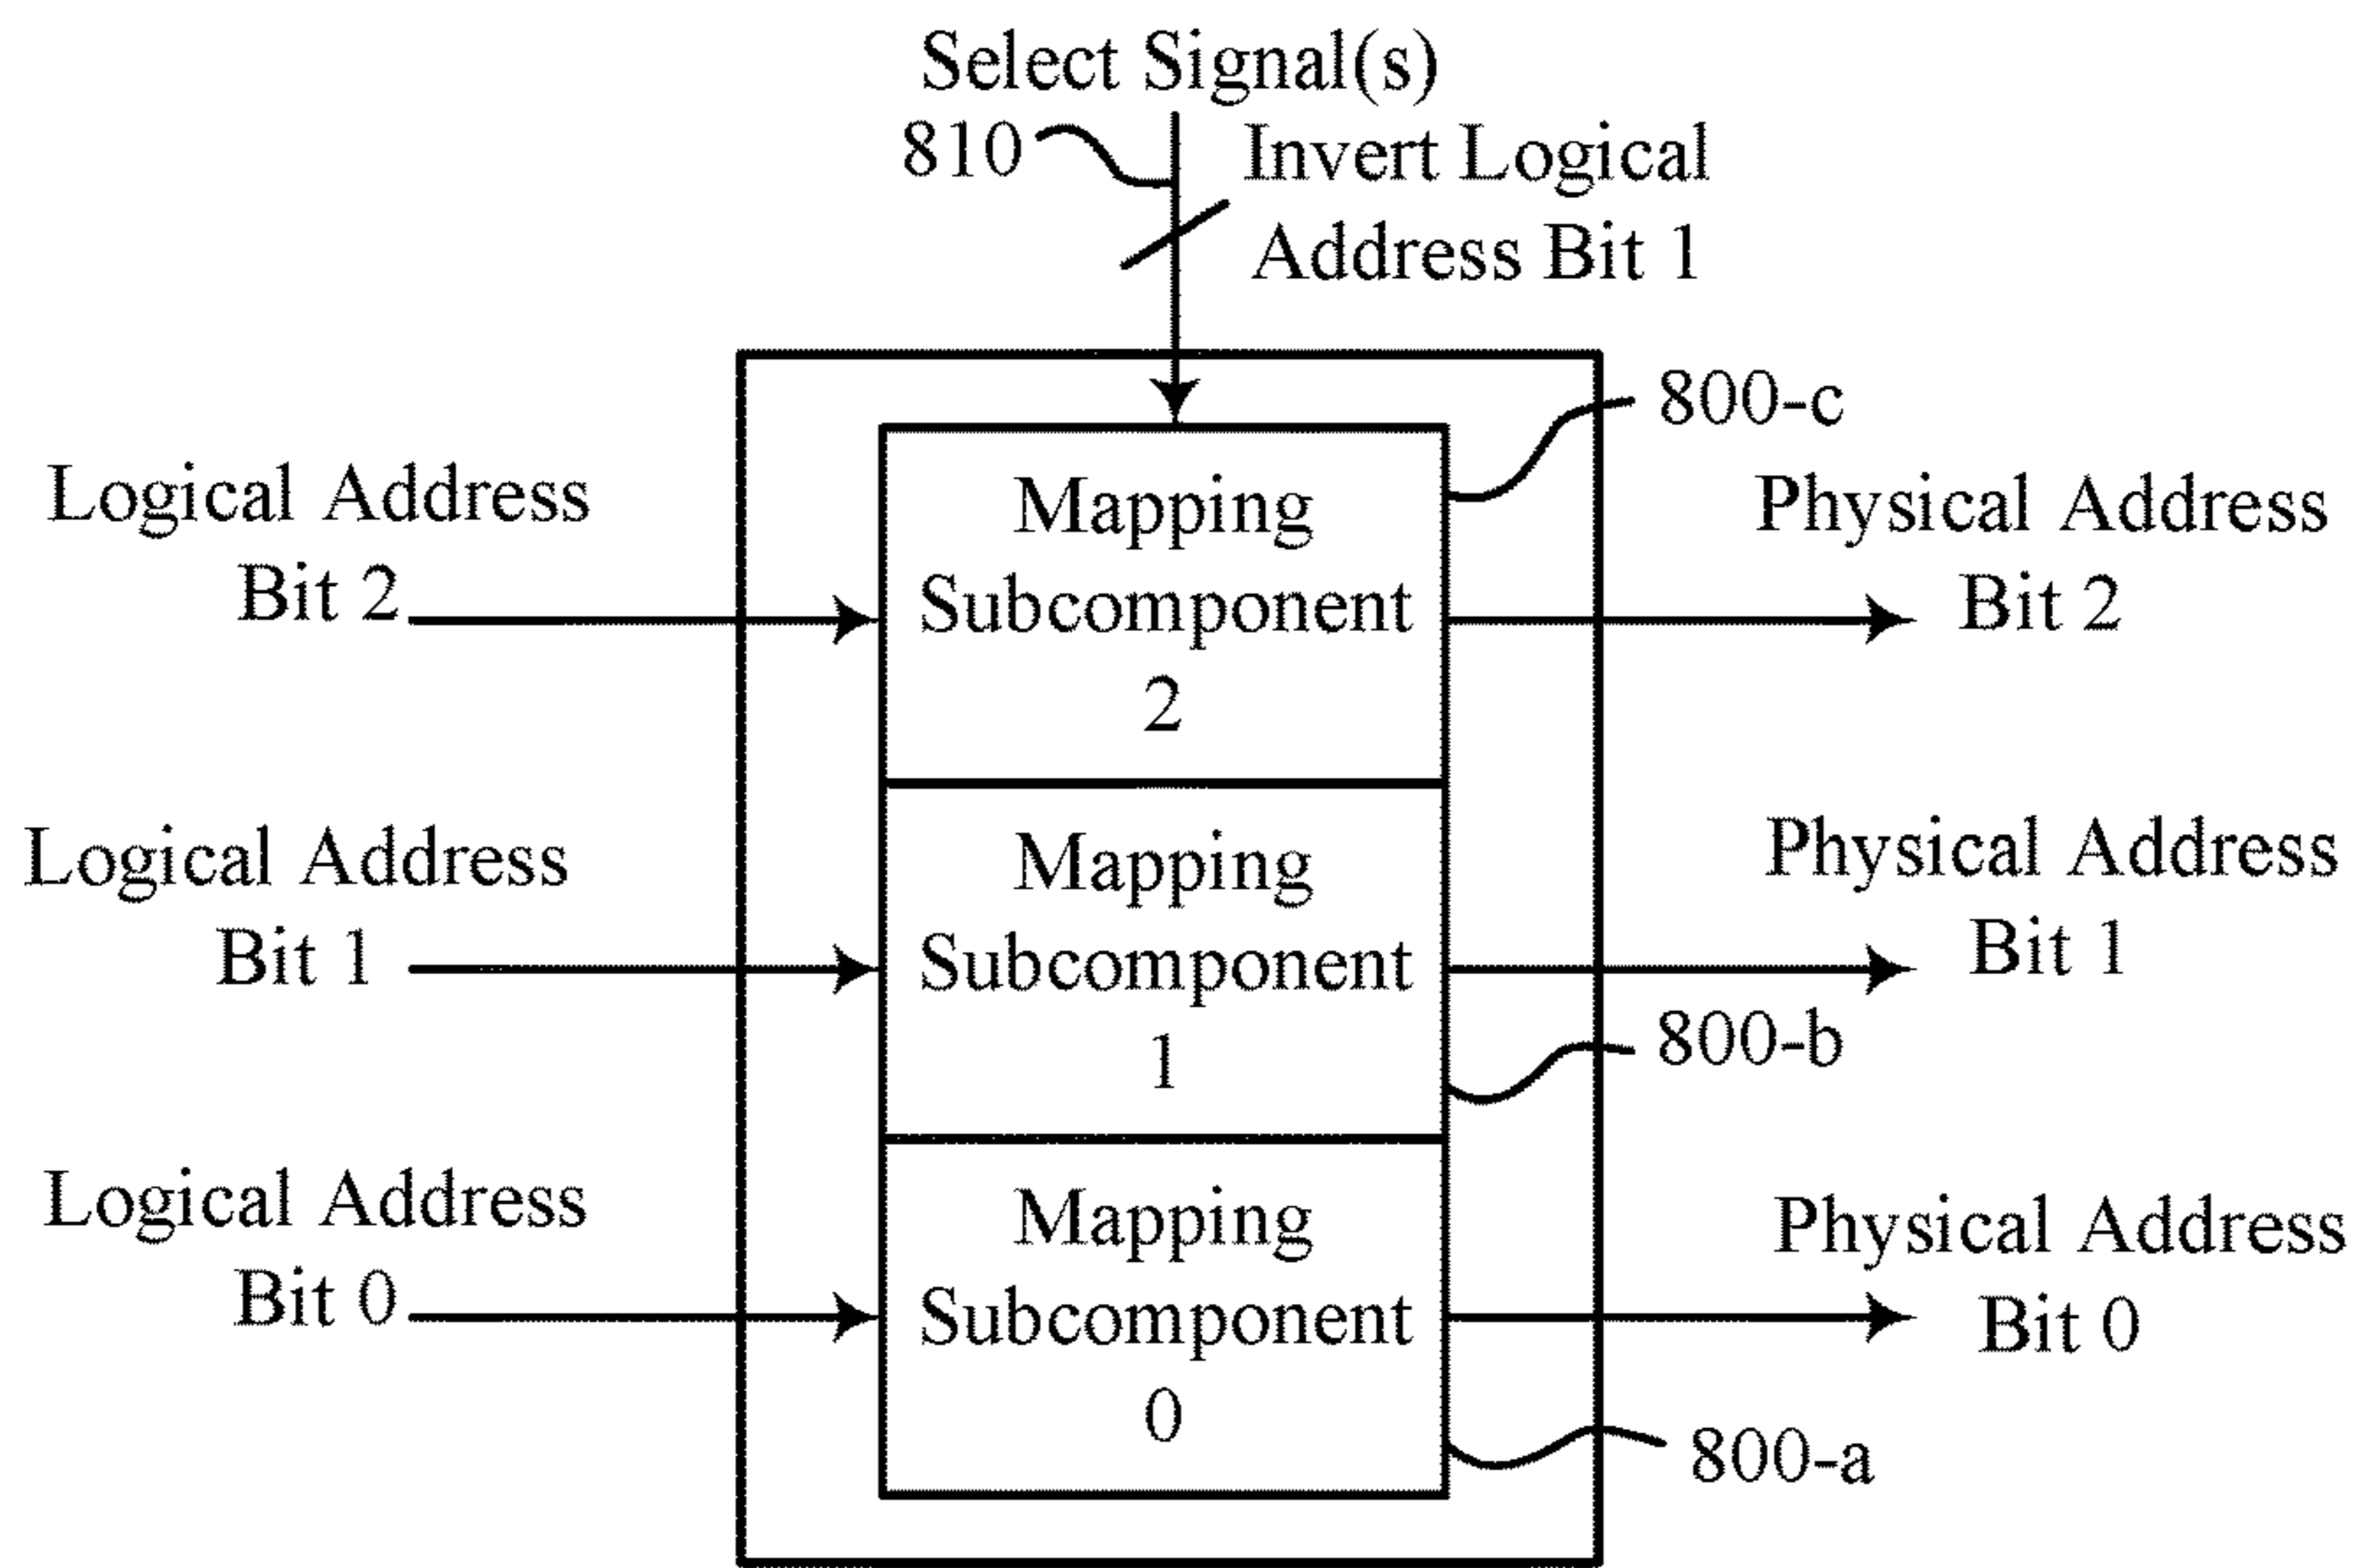 Select Signal(s)
810
Invert Logical
Address Bit 1
800-c
Logical Address
Bit 2
Mapping
Subcomponent
2
Physical Address
Bit 2
Logical Address
Bit 1
Mapping
Subcomponent
1
Physical Address
Bit 1
800-b
Logical Address
Bit 0
Mapping
Subcomponent
0
Physical Address
Bit 0
800-a